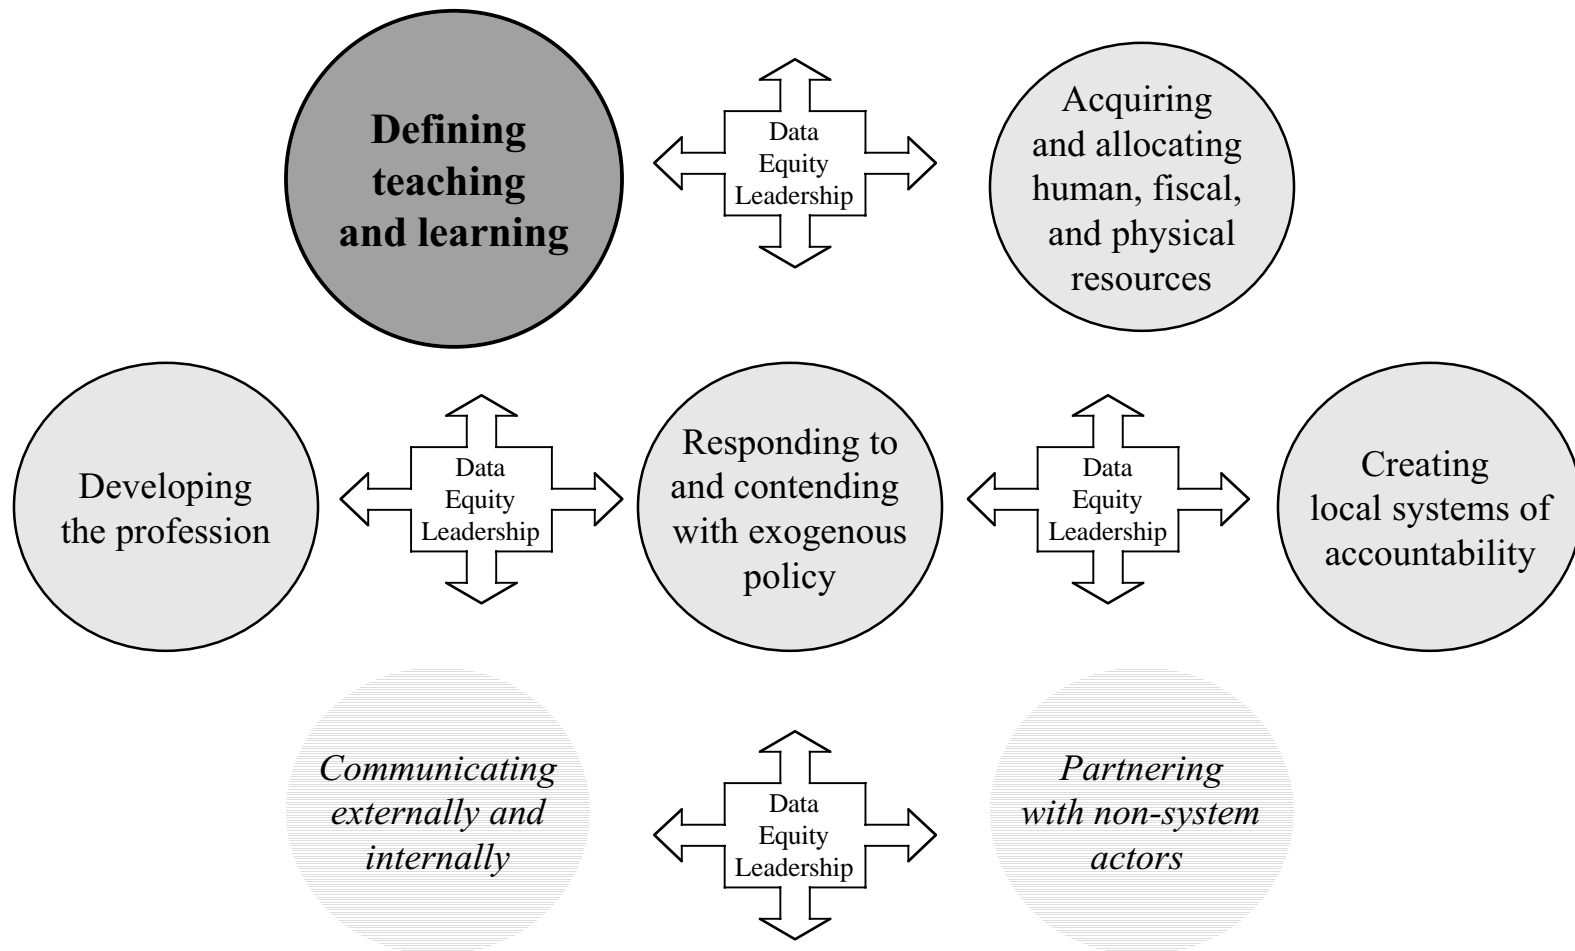 Defining
teaching
and learning
Data
Equity
Leadership
Acquiring
and allocating
human, fiscal,
and physical
resources
Developing
the profession
Data
Equity
Leadership
Responding to
and contending
with exogenous
policy
Data
Equity
Leadership
Creating
local systems of
accountability
Communicating
externally and
internally
Data
Equity
Leadership
Partnering
with non-system
actors